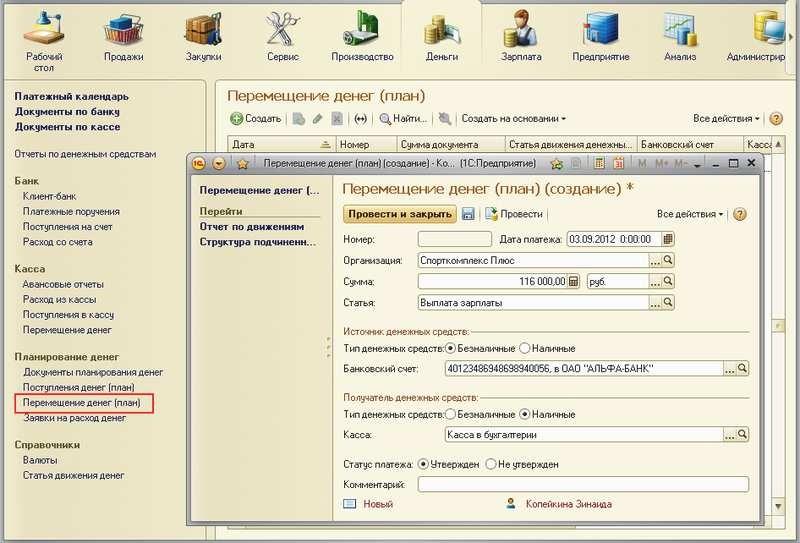 Рабочий стол
Продажи
Закупки
Сервис
Производство
Деньги
Зарплата
Предприятие
Анализ
Администрир
Платежный календарь
Документы по банку
Документы по кассе
Отчеты по денежным средствам
Банк
Клиент-банк
Платежные поручения
Поступления на счет
Расход со счета
Касса
Авансовые отчеты
Расход из кассы
Поступления в кассу
Перемещение денег
Планирование денег
Документы планирования денег
Поступления денег (план)
Перемещение денег (план)
Заявки на расход денег
Справочники
Валюты
Статья движения денег
Перемещение денег (план)
Создать
Найти...
Создать на основании
Все действия
Дата Номер Сумма документа Статья движения денежны... Банковский счет Касса
Перемещение денег (план) (создание) - Ко... (1С:Предприятие)
M M+ M-
Перемещение денег (...
Перейти
Отчет по движениям
Структура подчиненн...
Перемещение денег (план) (создание) *
Провести и закрыть Провести Все действия
Номер: Дата платежа: 03.09.2012 0:00:00
Организация: Спорткомплекс Плюс
Сумма: 116 000,00 руб.
Статья: Выплата зарплаты
Источник денежных средств:
Тип денежных средств: Безналичные Наличные
Банковский счет: 40123486948698940056, в ОАО "АЛЬФА-БАНК"
Получатель денежных средств:
Тип денежных средств: Безналичные Наличные
Касса: Касса в бухгалтерии
Статус платежа: Утвержден Не утвержден
Комментарий:
Новый Копейкина Зинаида